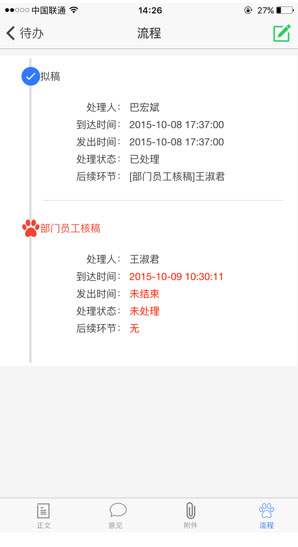 中国联通 14:26 27%
待办 流程
拟稿
处理人： 巴宏斌
到达时间： 2015-10-08 17:37:00
发出时间： 2015-10-08 17:37:00
处理状态： 已处理
后续环节： [部门员工核稿]王淑君
部门员工核稿
处理人： 王淑君
到达时间： 2015-10-09 10:30:11
发出时间： 未结束
处理状态： 未处理
后续环节： 无
正文 意见 附件 流程